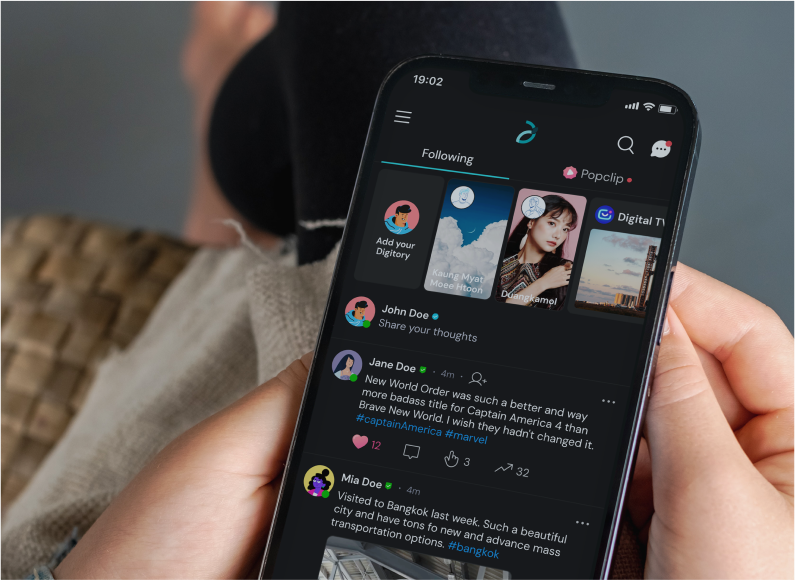 19:02
Following
Popclip
Add your
Digitory
Kaung Myat
Moee Htoon
Duangkamol
Digital TV
John Doe
Share your thoughts
Jane Doe · 4m ·
New World Order was such a better and way
more badass title for Captain America 4 than
Brave New World. I wish they hadn't changed it.
#captainAmerica #marvel
12
3
32
Mia Doe · 4m
Visited to Bangkok last week. Such a beautiful
city and have tons fo new and advance mass
transportation options. #bangkok